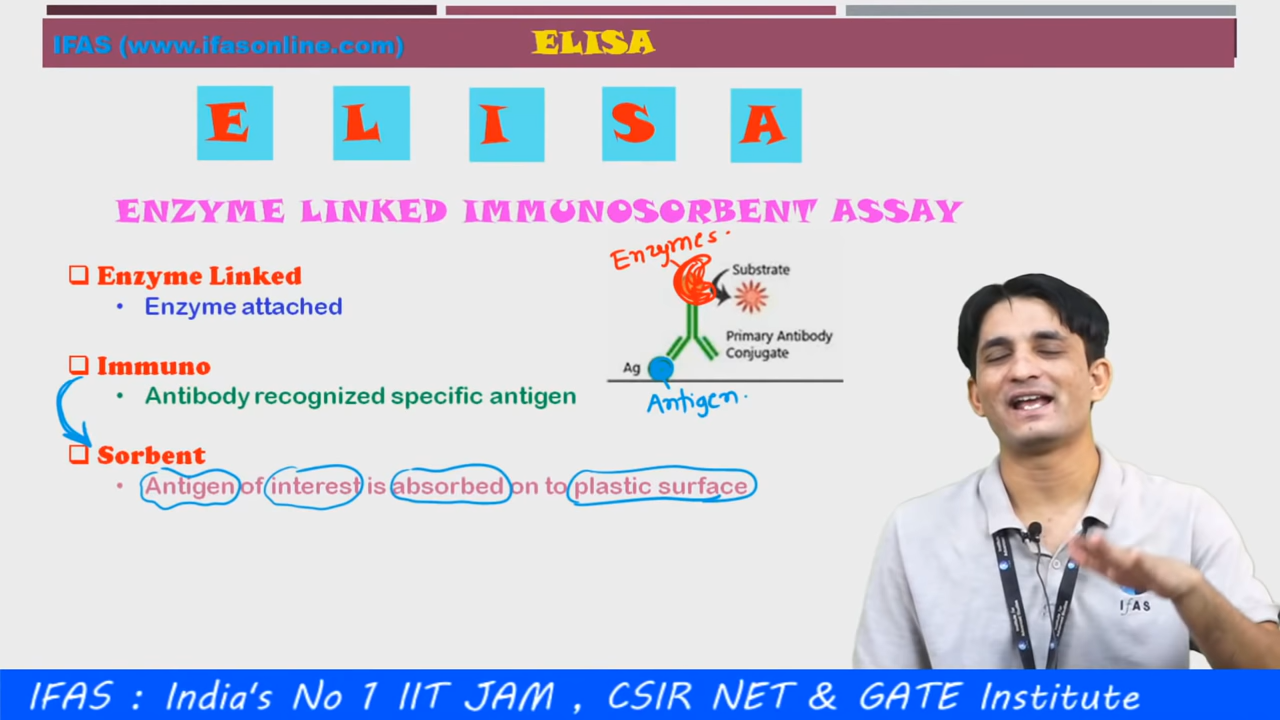 IFAS (www.ifasonline.com)
ELISA
E L I S A
ENZYME LINKED IMMUNOSORBENT ASSAY
Enzymes.
Substrate
Enzyme Linked
• Enzyme attached
Primary Antibody
Conjugate
Ag
Antigen.
Immuno
• Antibody recognized specific antigen
Sorbent
• Antigen of interest is absorbed on to plastic surface
IFAS
IFAS : India's No 1 IIT JAM , CSIR NET & GATE Institute